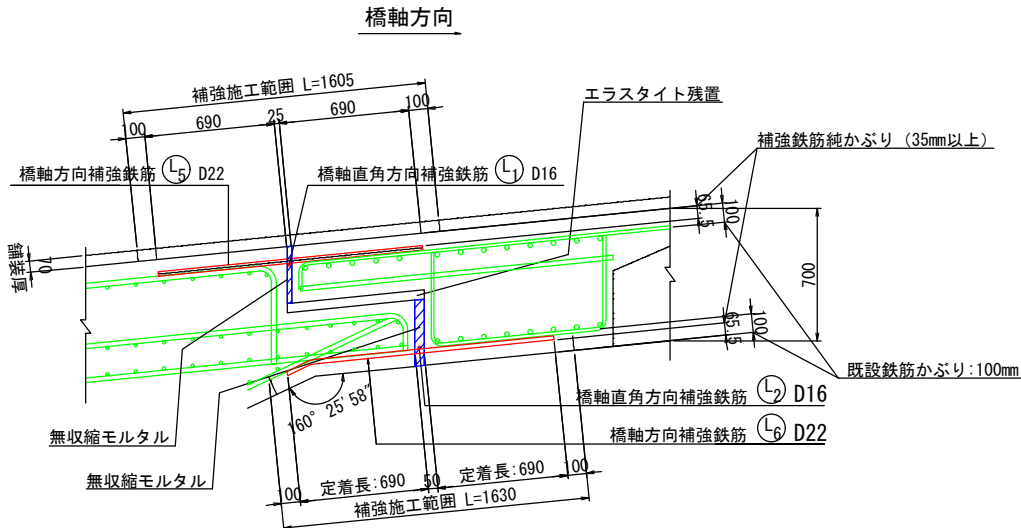 橋軸方向
補強施工範囲 L=1605
100
690
25
690
100
エラスタイト残置
補強鉄筋純かぶり (35mm以上)
橋軸方向補強鉄筋 L5 D22
橋軸直角方向補強鉄筋 L1 D16
65.5
100
舗装厚
70
700
65.5
100
既設鉄筋かぶり:100mm
160° 25′58″
橋軸直角方向補強鉄筋 L2 D16
無収縮モルタル
橋軸方向補強鉄筋 L6 D22
無収縮モルタル
100
定着長:690
50
定着長:690
100
補強施工範囲 L=1630